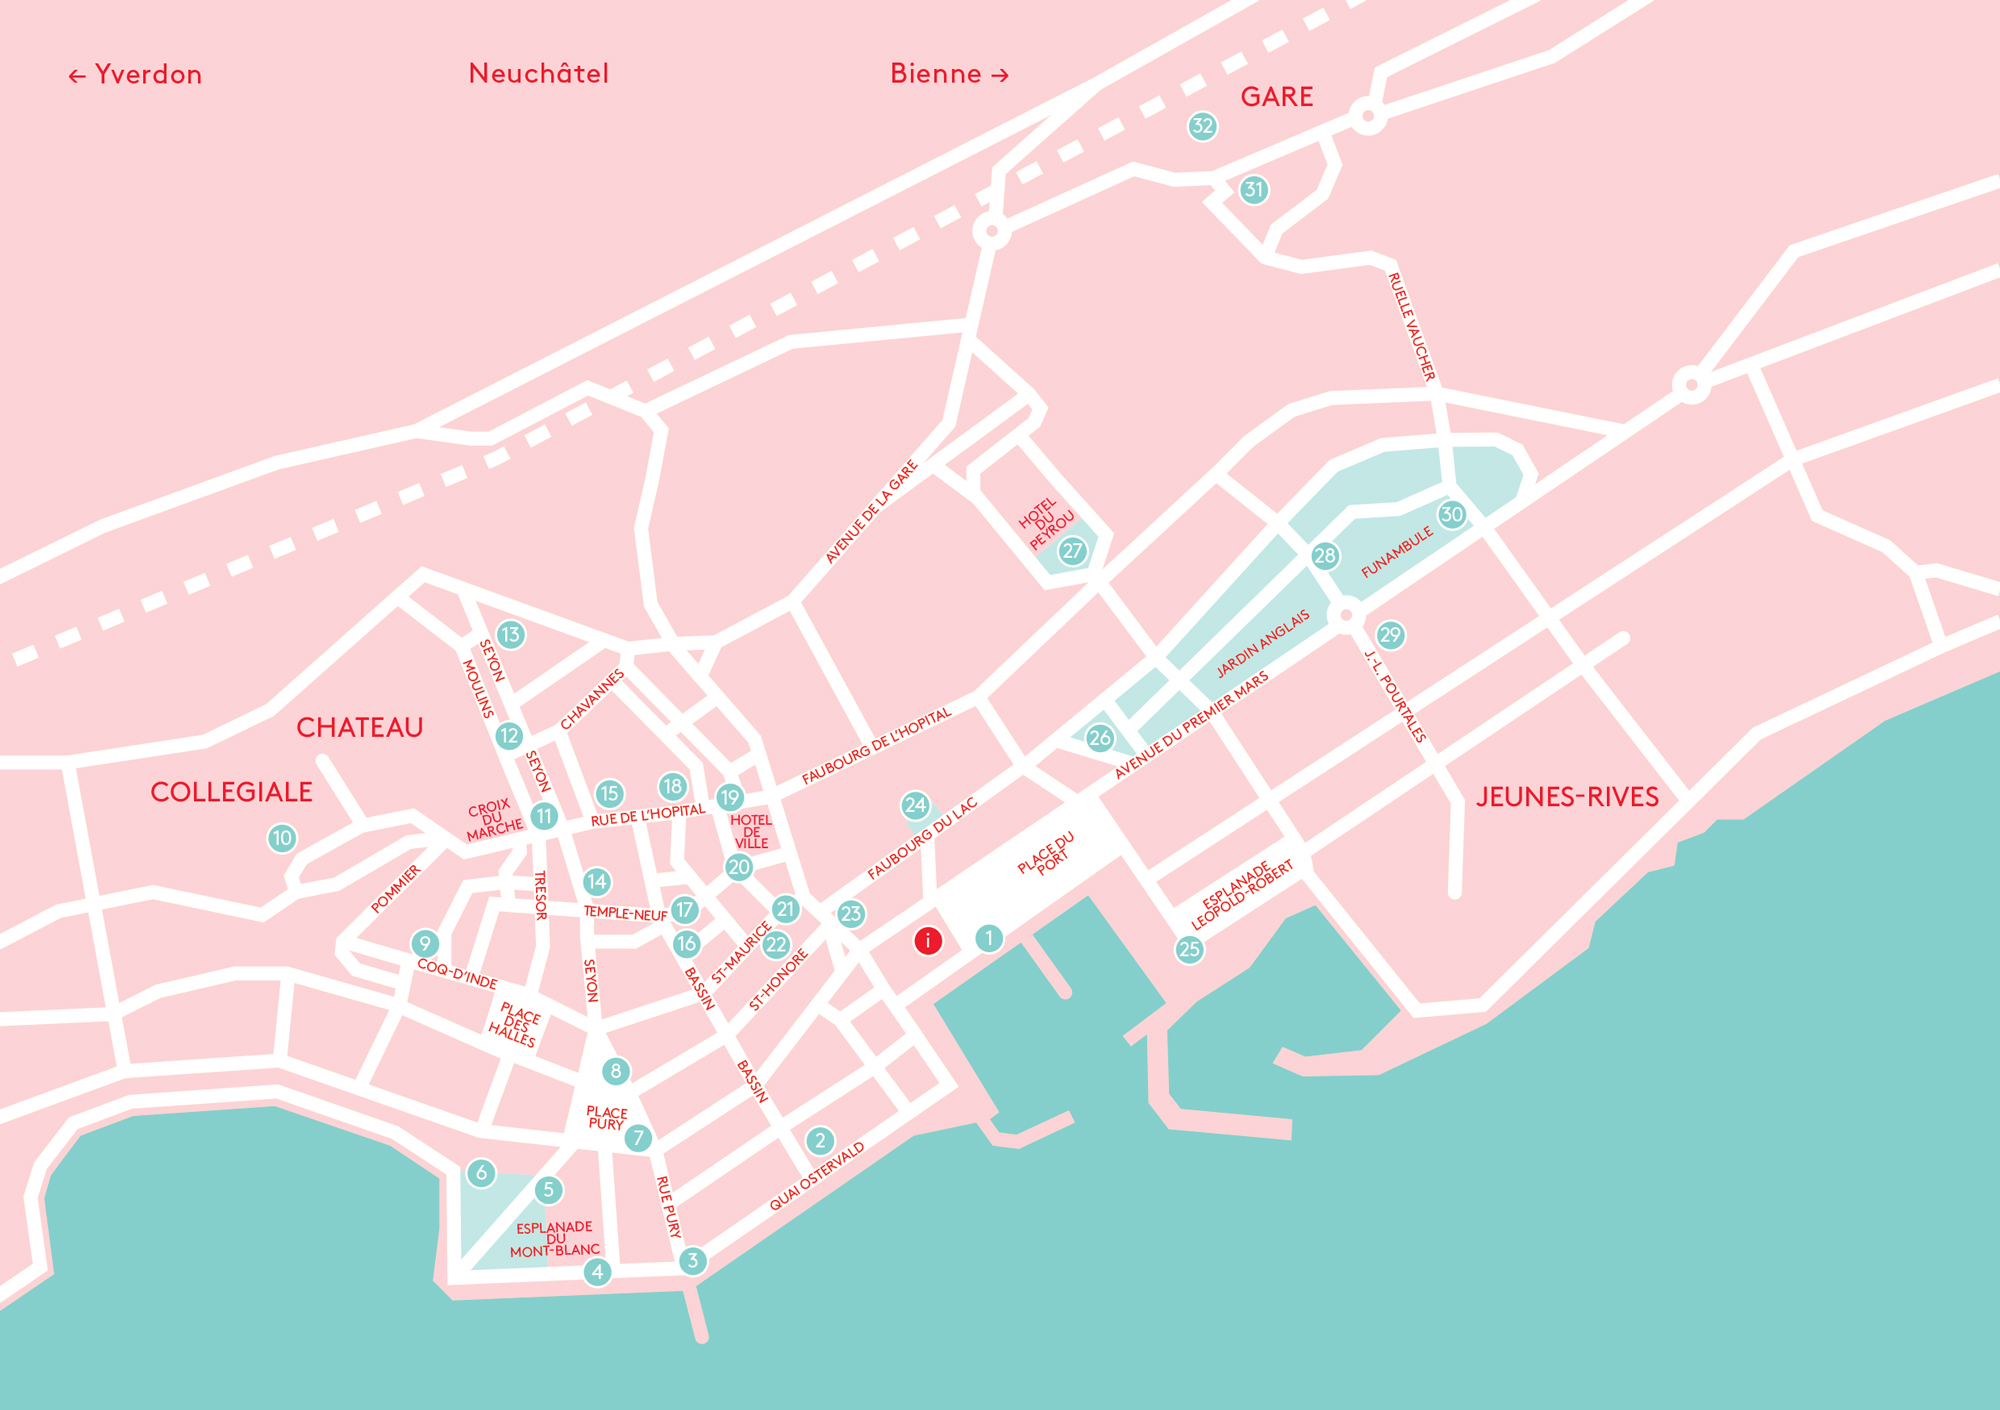 ← Yverdon
Neuchâtel
Bienne →
GARE
32
31
RUELLE VAUCHER
AVENUE DE LA GARE
HOTEL
DU
PEYROU
27
30
28
FUNAMBULE
JARDIN ANGLAIS
29
J.-L. POURTALES
AVENUE DU PREMIER MARS
26
13
SEYON
MOULINS
CHAVANNES
CHATEAU
12
SEYON
FAUBOURG DE L'HOPITAL
COLLEGIALE
10
CROIX
DU
MARCHE
11
15
18
19
RUE DE L'HOPITAL
HOTEL
DE
VILLE
20
24
FAUBOURG DU LAC
PLACE DU
PORT
JEUNES-RIVES
ESPLANADE
LEOPOLD-ROBERT
25
POMMIER
TRESOR
14
TEMPLE-NEUF
17
21
23
i
1
9
16
22
COQ-D'INDE
SEYON
BASSIN
ST-MAURICE
ST-HONORE
PLACE
DES
HALLES
8
BASSIN
PLACE
PURY
7
2
QUAI OSTERVALD
6
5
RUE PURY
ESPLANADE
DU
MONT-BLANC
4
3